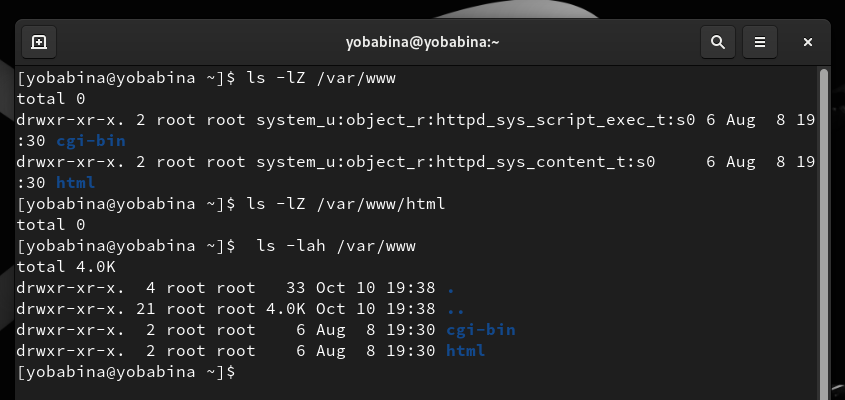 yobabina@yobabina:~
[yobabina@yobabina ~]$ ls -lZ /var/www
total 0
drwxr-xr-x. 2 root root system_u:object_r:httpd_sys_script_exec_t:s0 6 Aug  8 19
:30 cgi-bin
drwxr-xr-x. 2 root root system_u:object_r:httpd_sys_content_t:s0     6 Aug  8 19
:30 html
[yobabina@yobabina ~]$ ls -lZ /var/www/html
total 0
[yobabina@yobabina ~]$  ls -lah /var/www
total 4.0K
drwxr-xr-x.  4 root root   33 Oct 10 19:38 .
drwxr-xr-x. 21 root root 4.0K Oct 10 19:38 ..
drwxr-xr-x.  2 root root    6 Aug  8 19:30 cgi-bin
drwxr-xr-x.  2 root root    6 Aug  8 19:30 html
[yobabina@yobabina ~]$